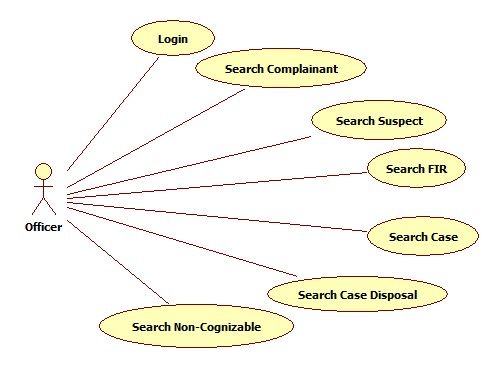 Login
Search Complainant
Search Suspect
Search FIR
Officer
Search Case
Search Case Disposal
Search Non-Cognizable